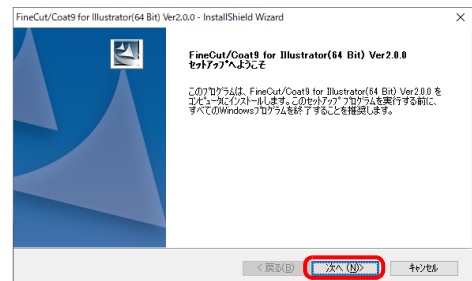 FineCut/Coat9 for Illustrator(64 Bit) Ver2.0.0 - InstallShield Wizard
FineCut/Coat9 for Illustrator(64 Bit) Ver2.0.0
セットアップへようこそ
このプログラムは、FineCut/Coat9 for Illustrator(64 Bit) Ver2.0.0 を
コンピュータにインストールします。このセットアップ プログラムを実行する前に、
すべてのWindowsプログラムを終了することを推奨します。
< 戻る(B)
次へ (N)>
キャンセル